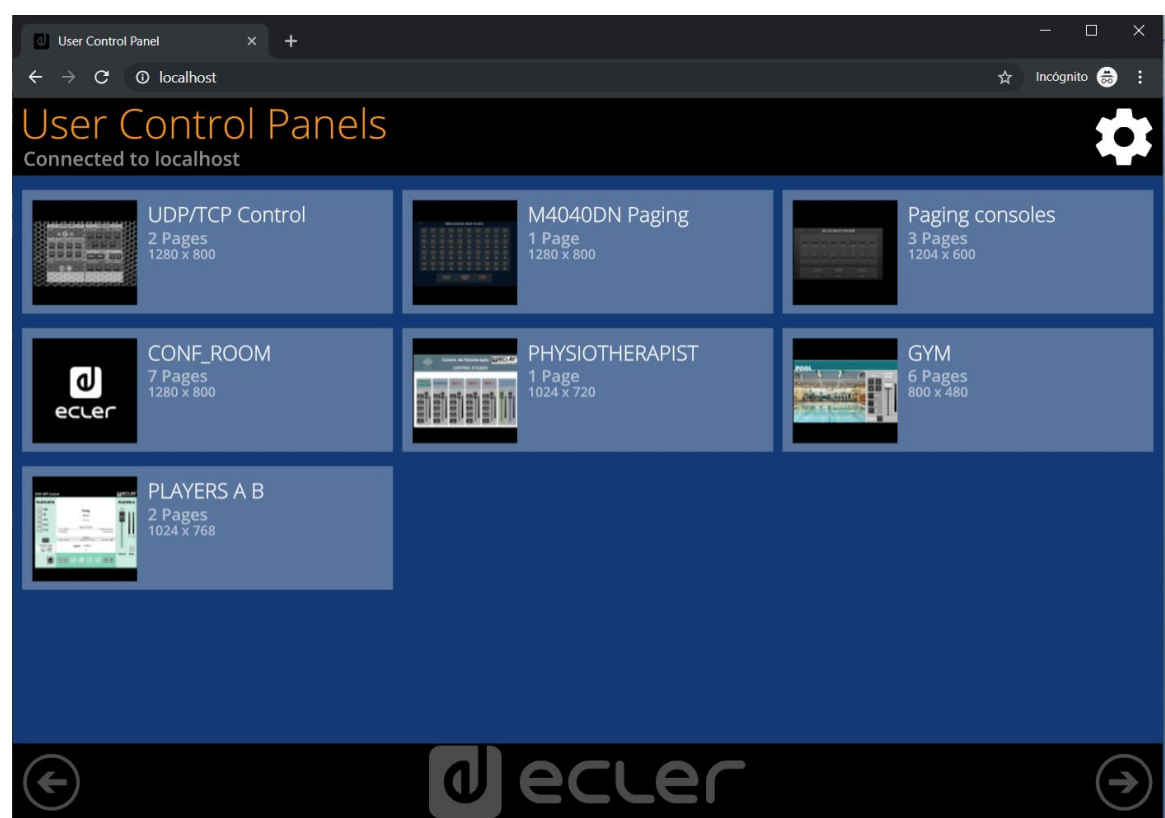 User Control Panel
localhost
Incógnito
User Control Panels
Connected to localhost
UDP/TCP Control
2 Pages
1280 x 800
M4040DN Paging
1 Page
1280 x 800
Paging consoles
3 Pages
1204 x 600
CONF_ROOM
7 Pages
1280 x 800
ecler
PHYSIOTHERAPIST
1 Page
1024 x 720
GYM
6 Pages
800 x 480
POOL
PLAYERS A B
2 Pages
1024 x 768
ecler